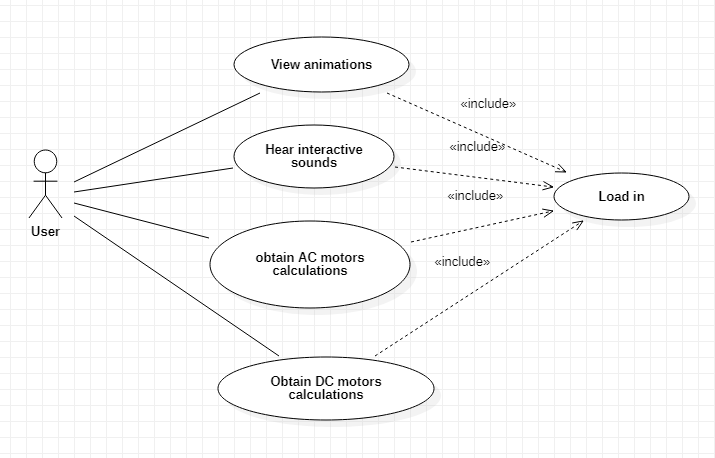 View animations
«include»
Hear interactive
sounds
«include»
Load in
«include»
User
obtain AC motors
calculations
«include»
Obtain DC motors
calculations